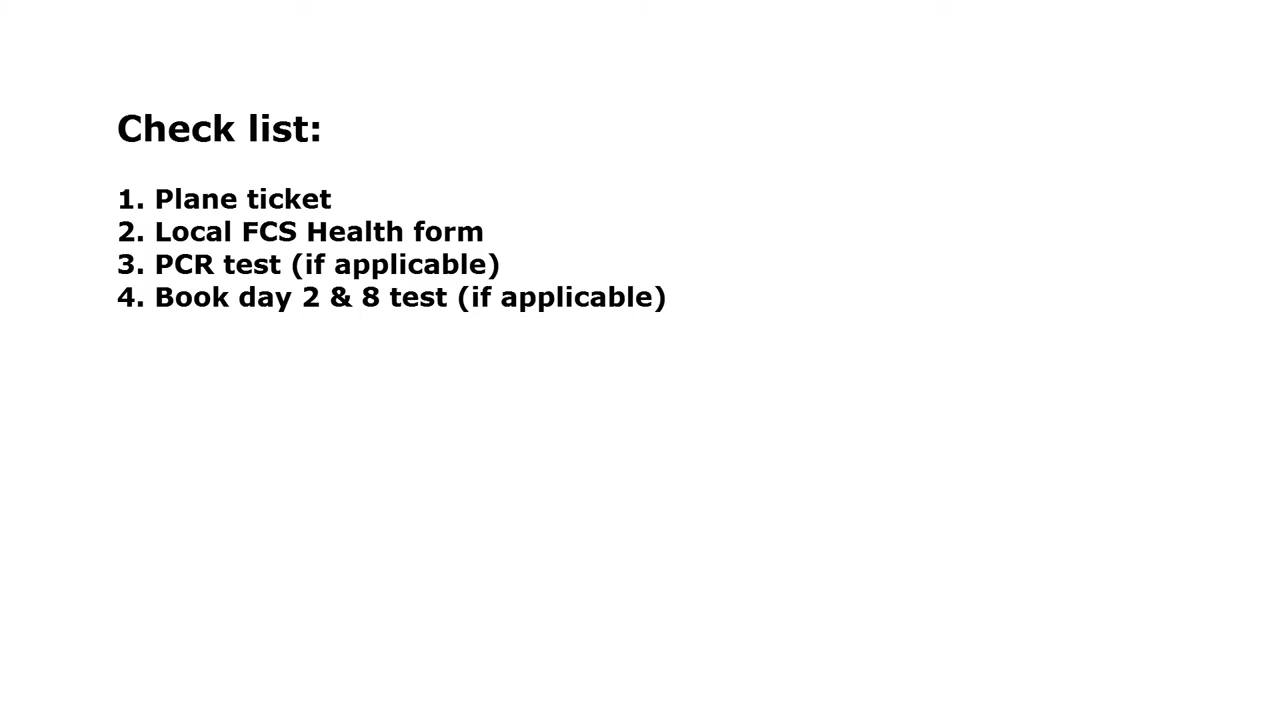 Check list:
1. Plane ticket
2. Local FCS Health form
3. PCR test (if applicable)
4. Book day 2 & 8 test (if applicable)